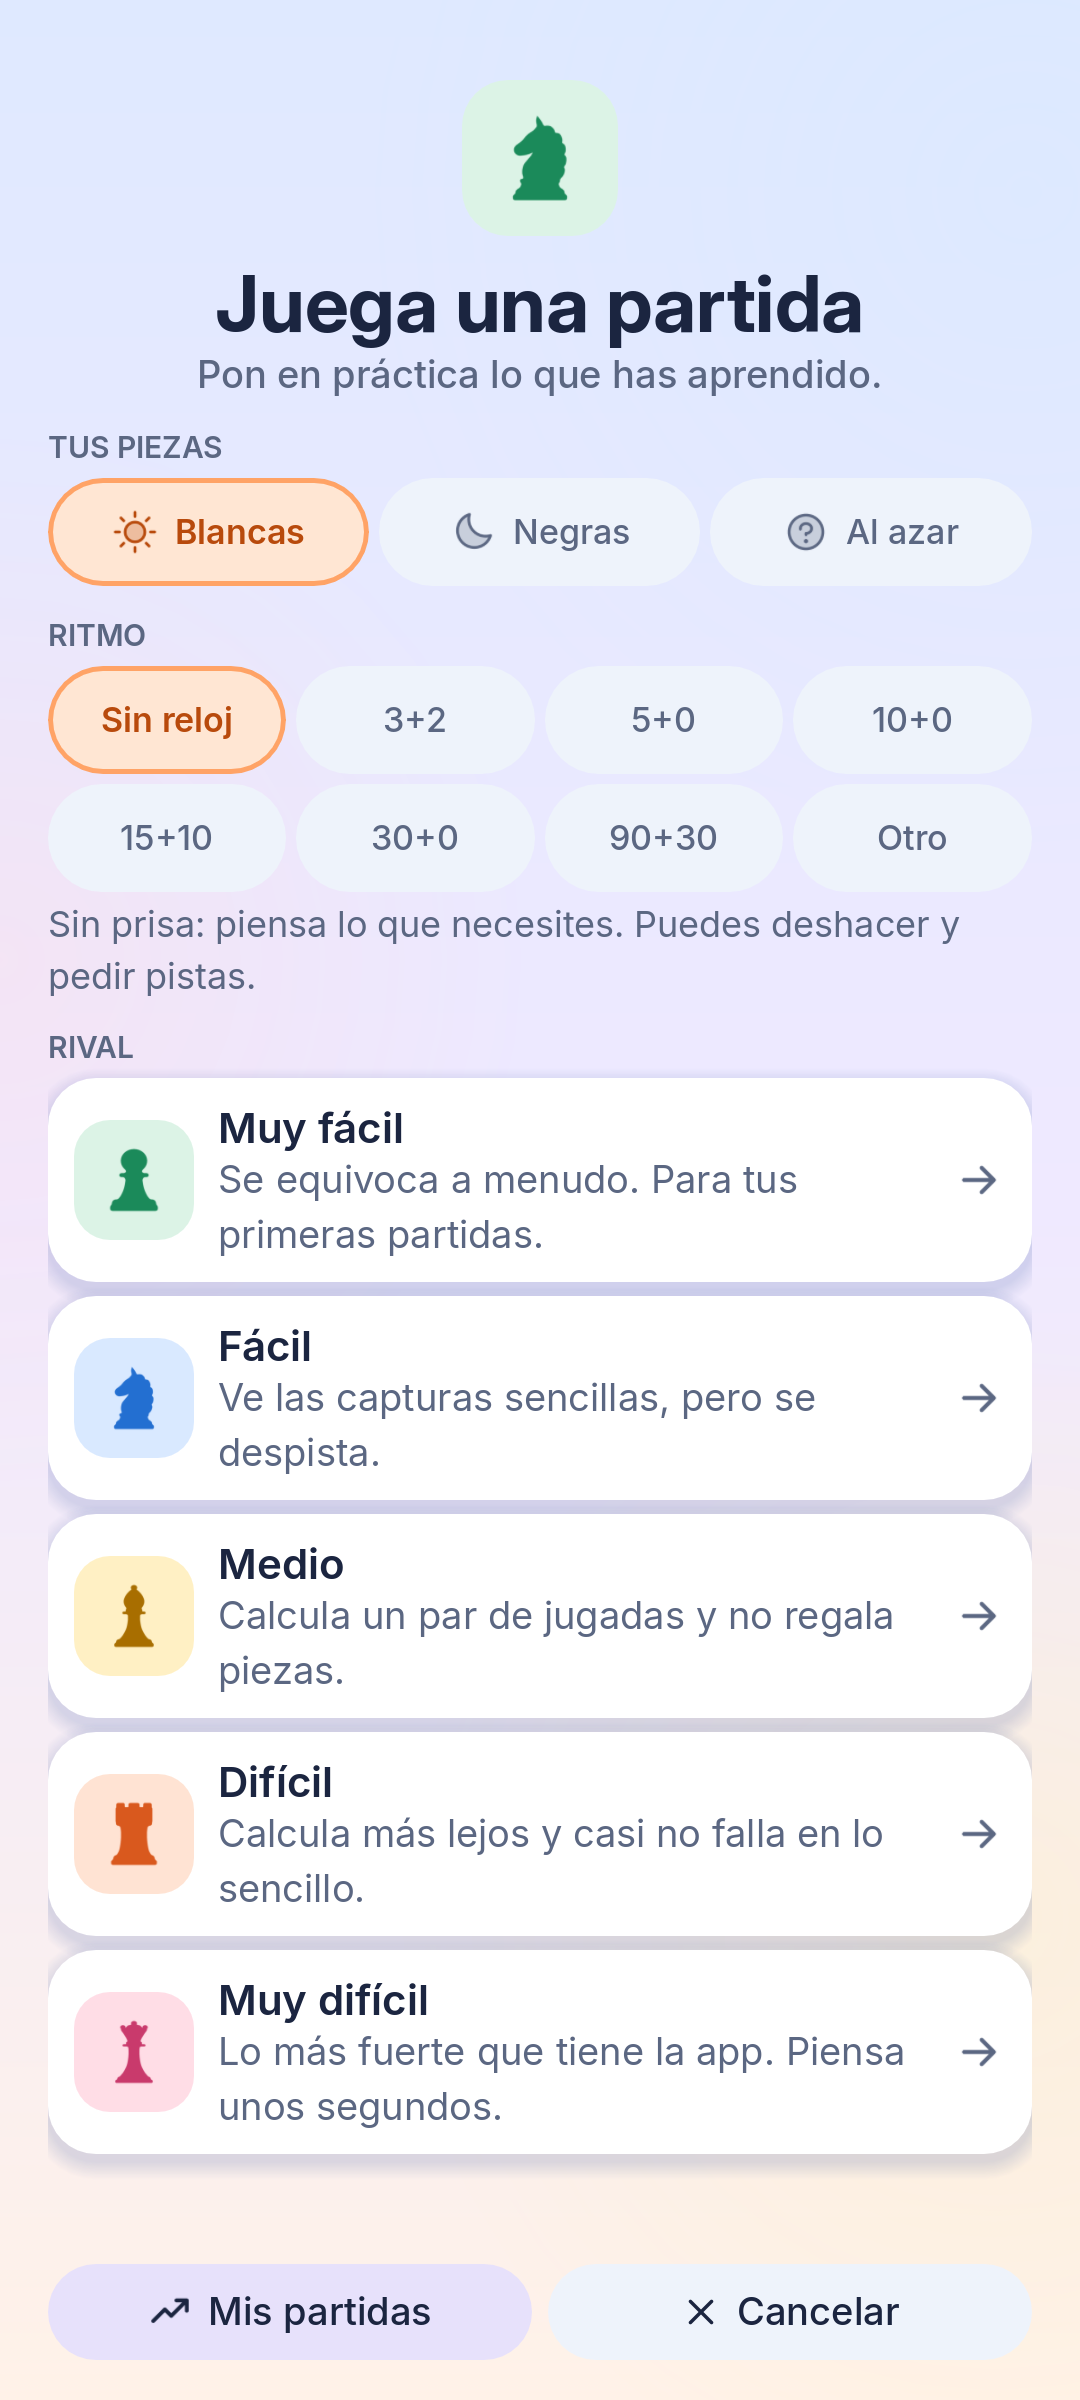 Juega una partida
Pon en práctica lo que has aprendido.
TUS PIEZAS
Blancas
Negras
Al azar
RITMO
Sin reloj
3+2
5+0
10+0
15+10
30+0
90+30
Otro
Sin prisa: piensa lo que necesites. Puedes deshacer y
pedir pistas.
RIVAL
Muy fácil
Se equivoca a menudo. Para tus
primeras partidas.
Fácil
Ve las capturas sencillas, pero se
despista.
Medio
Calcula un par de jugadas y no regala
piezas.
Difícil
Calcula más lejos y casi no falla en lo
sencillo.
Muy difícil
Lo más fuerte que tiene la app. Piensa
unos segundos.
Mis partidas
Cancelar